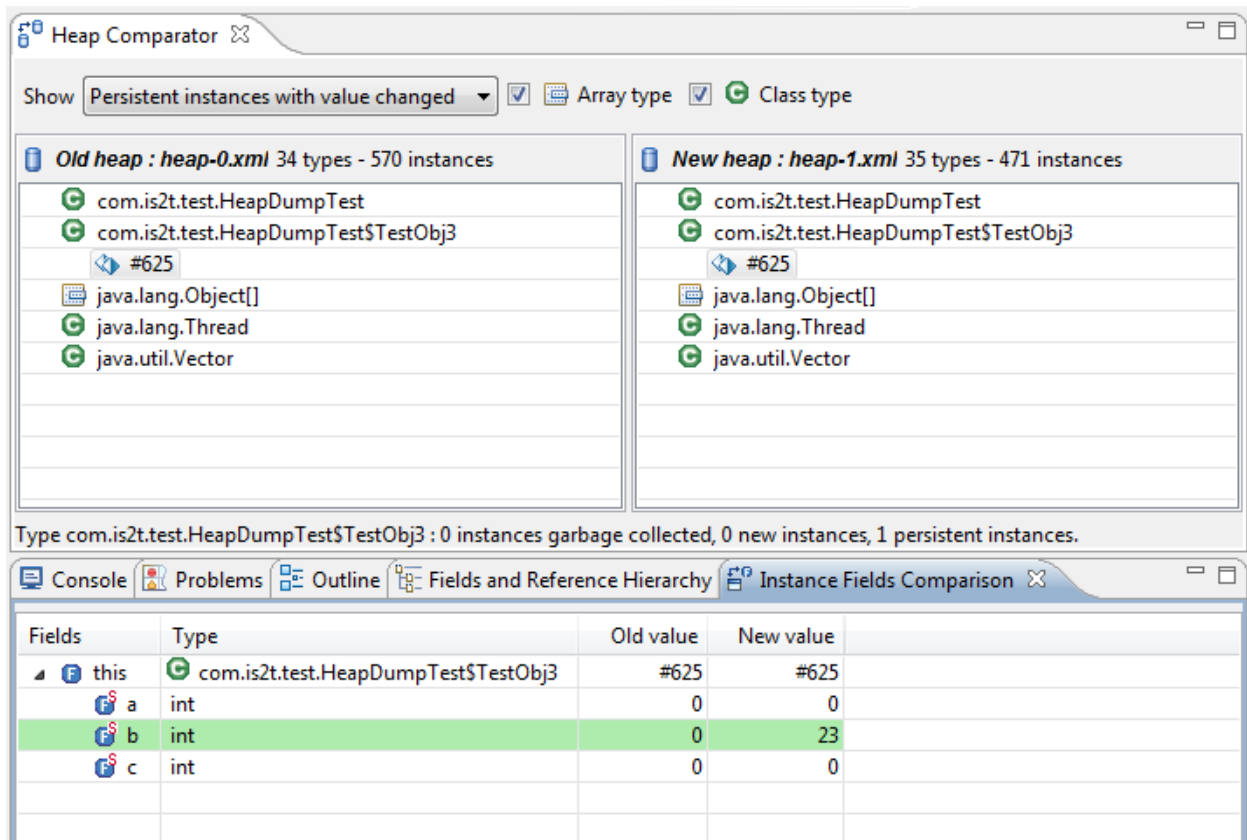 Heap Comparator
Show Persistent instances with value changed Array type C Class type
Old heap : heap-0.xml 34 types - 570 instances
C com.is2t.test.HeapDumpTest
C com.is2t.test.HeapDumpTest$TestObj3
#625
java.lang.Object[]
C java.lang.Thread
C java.util.Vector
New heap : heap-1.xml 35 types - 471 instances
C com.is2t.test.HeapDumpTest
C com.is2t.test.HeapDumpTest$TestObj3
#625
java.lang.Object[]
C java.lang.Thread
C java.util.Vector
Type com.is2t.test.HeapDumpTest$TestObj3 : 0 instances garbage collected, 0 new instances, 1 persistent instances.
Console Problems Outline Fields and Reference Hierarchy Instance Fields Comparison
Fields Type Old value New value
F this C com.is2t.test.HeapDumpTest$TestObj3 #625 #625
F S a int 0 0
F S b int 0 23
F S c int 0 0